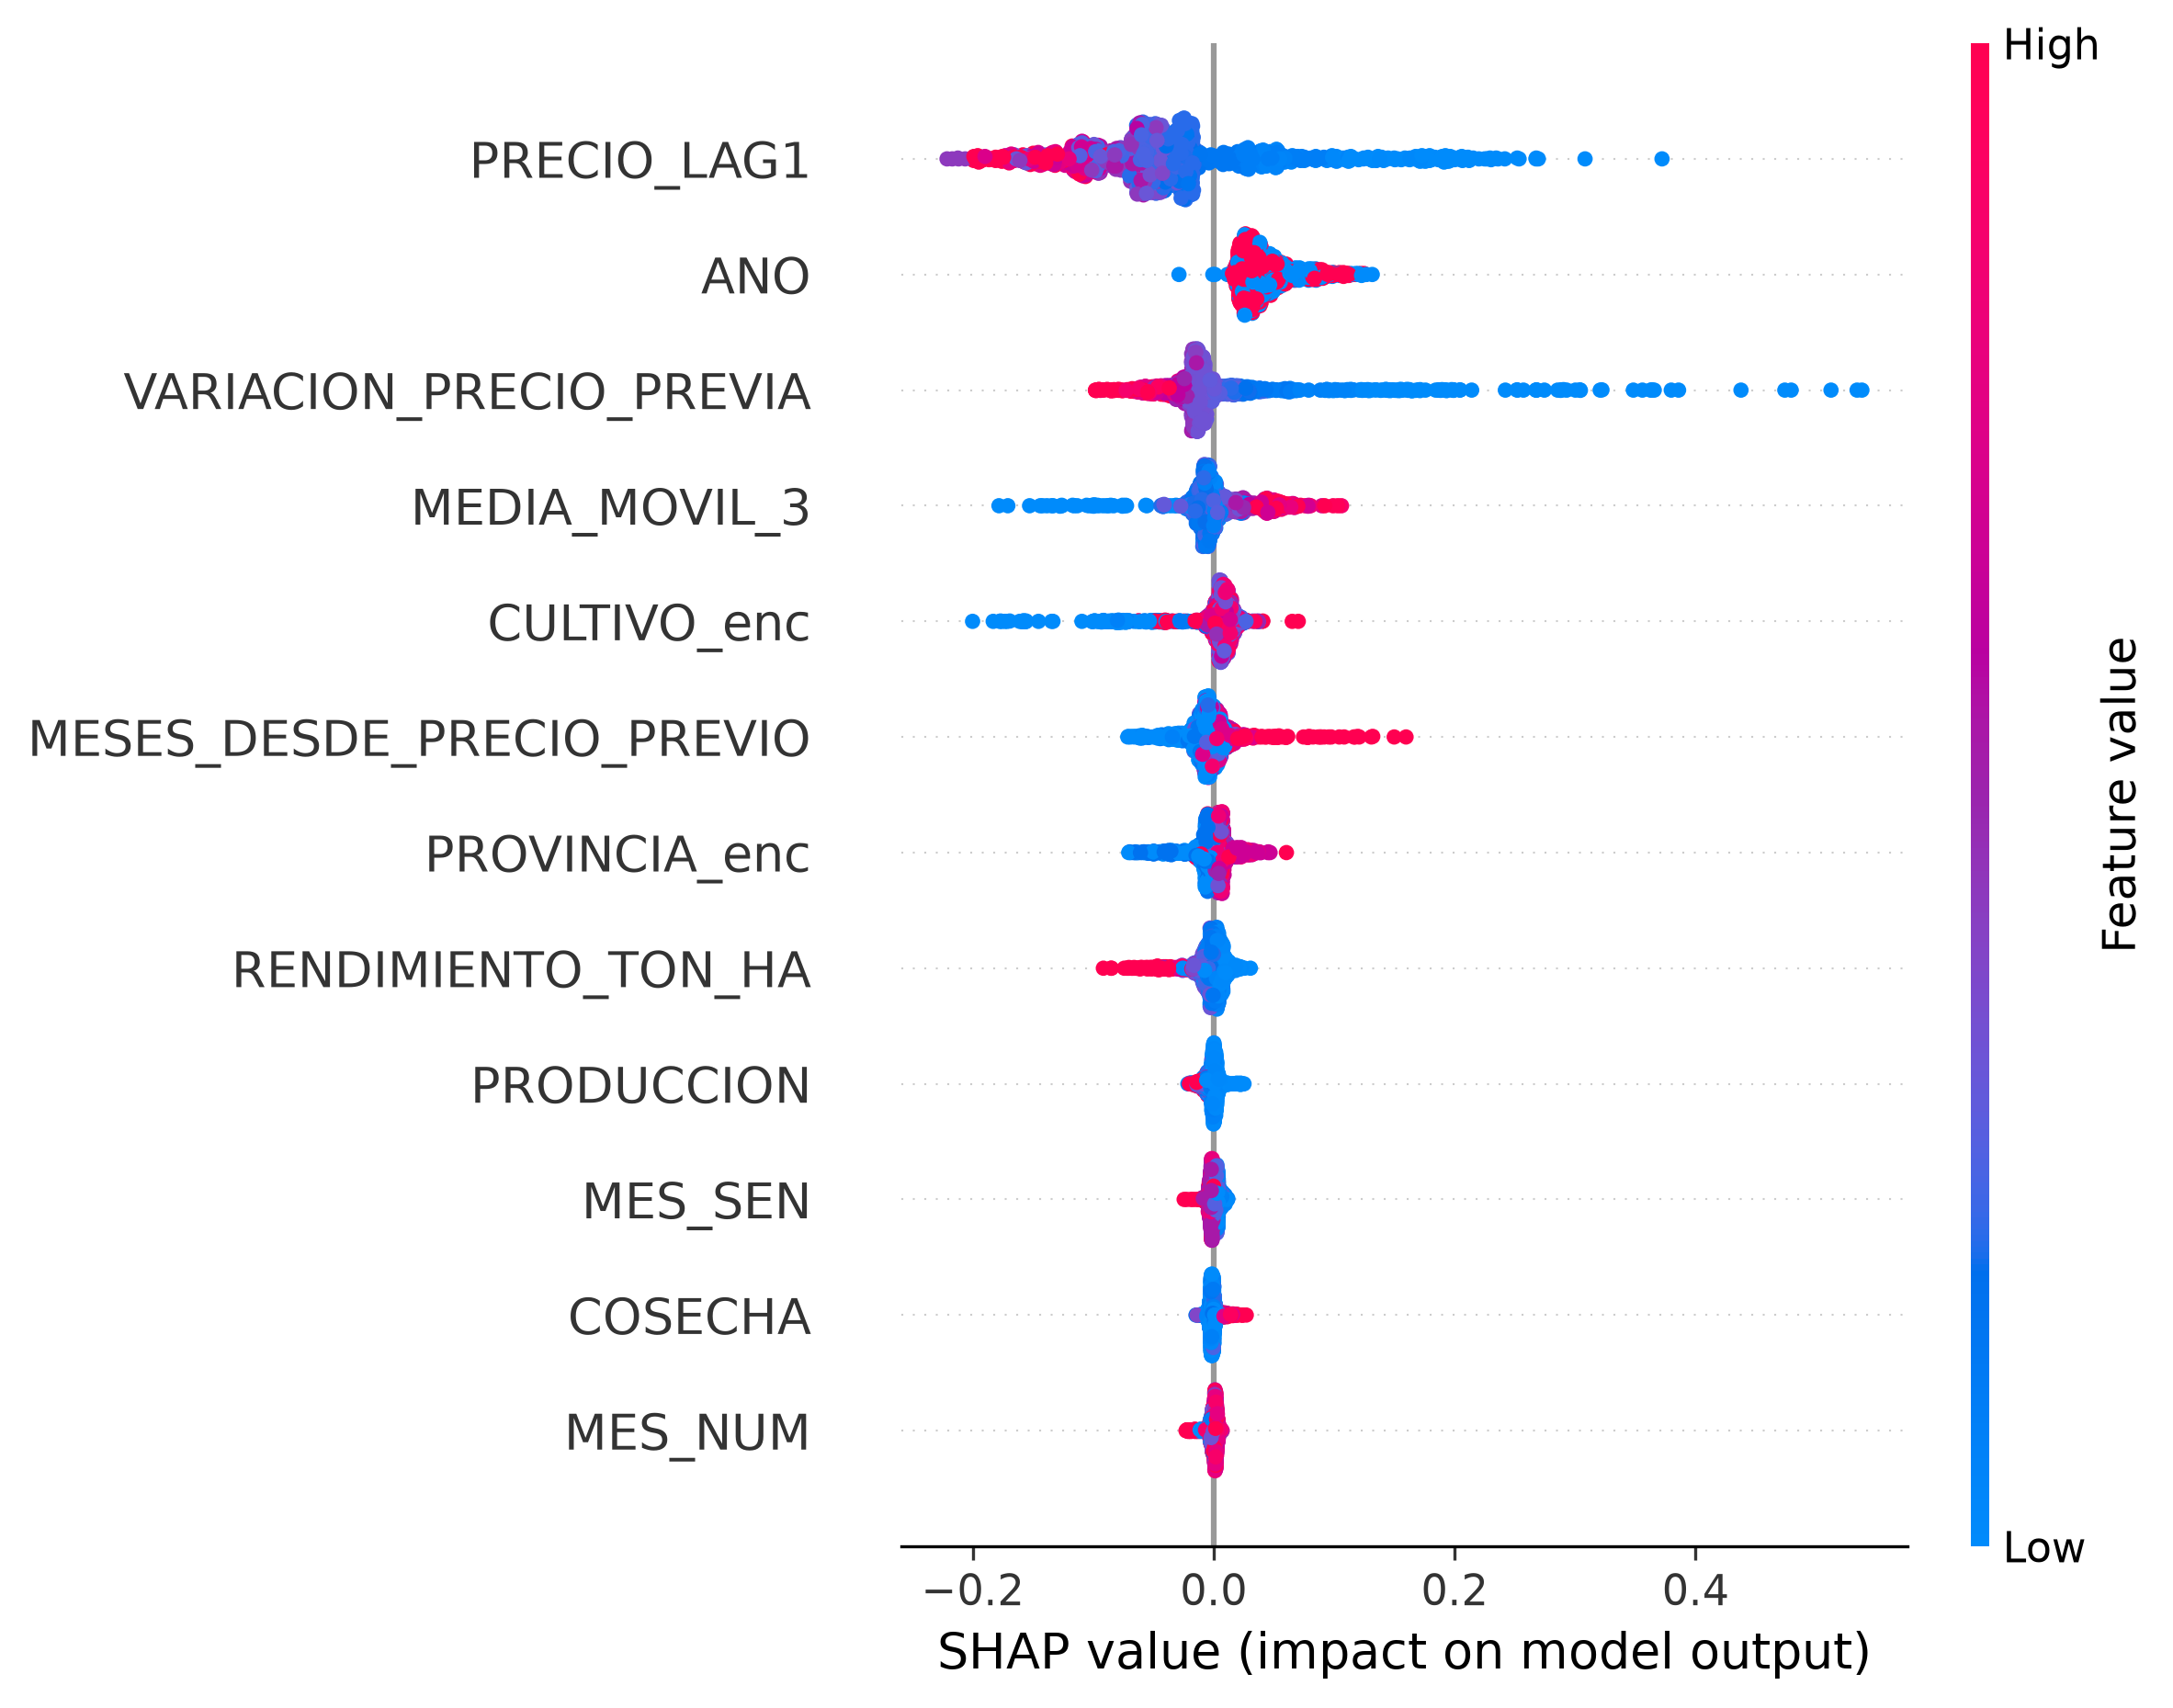 High
PRECIO_LAG1
ANO
VARIACION_PRECIO_PREVIA
MEDIA_MOVIL_3
CULTIVO_enc
MESES_DESDE_PRECIO_PREVIO
PROVINCIA_enc
RENDIMIENTO_TON_HA
PRODUCCION
MES_SEN
COSECHA
MES_NUM
Feature value
Low
−0.2 0.0 0.2 0.4
SHAP value (impact on model output)